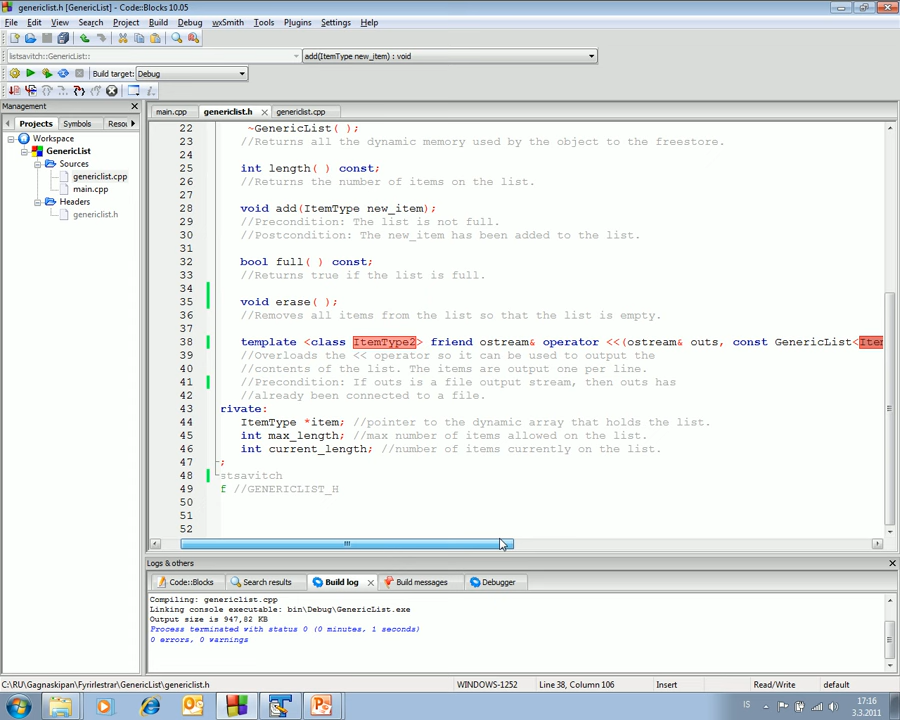 genericlist.h [GenericList] - Code::Blocks 10.05
File Edit View Search Project Build Debug wxSmith Tools Plugins Settings Help
listsavitch::GenericList:: add(ItemType new_item) : void
Build target: Debug
Management
Projects Symbols Resou
Workspace
GenericList
Sources
genericlist.cpp
main.cpp
Headers
genericlist.h
main.cpp genericlist.h genericlist.cpp
22 ~GenericList( );
23 //Returns all the dynamic memory used by the object to the freestore.
24
25 int length( ) const;
26 //Returns the number of items on the list.
27
28 void add(ItemType new_item);
29 //Precondition: The list is not full.
30 //Postcondition: The new_item has been added to the list.
31
32 bool full( ) const;
33 //Returns true if the list is full.
34
35 void erase( );
36 //Removes all items from the list so that the list is empty.
37
38 template <class ItemType2> friend ostream& operator <<(ostream& outs, const GenericList<Iter
39 //Overloads the << operator so it can be used to output the
40 //contents of the list. The items are output one per line.
41 //Precondition: If outs is a file output stream, then outs has
42 //already been connected to a file.
43 rivate:
44 ItemType *item; //pointer to the dynamic array that holds the list.
45 int max_length; //max number of items allowed on the list.
46 int current_length; //number of items currently on the list.
47 ;
48 stsavitch
49 f //GENERICLIST_H
50
51
52
Logs & others
Code::Blocks Search results Build log Build messages Debugger
Compiling: genericlist.cpp
Linking console executable: bin\Debug\GenericList.exe
Output size is 947,82 KB
Process terminated with status 0 (0 minutes, 1 seconds)
0 errors, 0 warnings
C:\RU\Gagnaskipan\Fyrirlestrar\GenericList\genericlist.h WINDOWS-1252 Line 38, Column 106 Insert Read/Write default
IS 17:16
3.3.2011